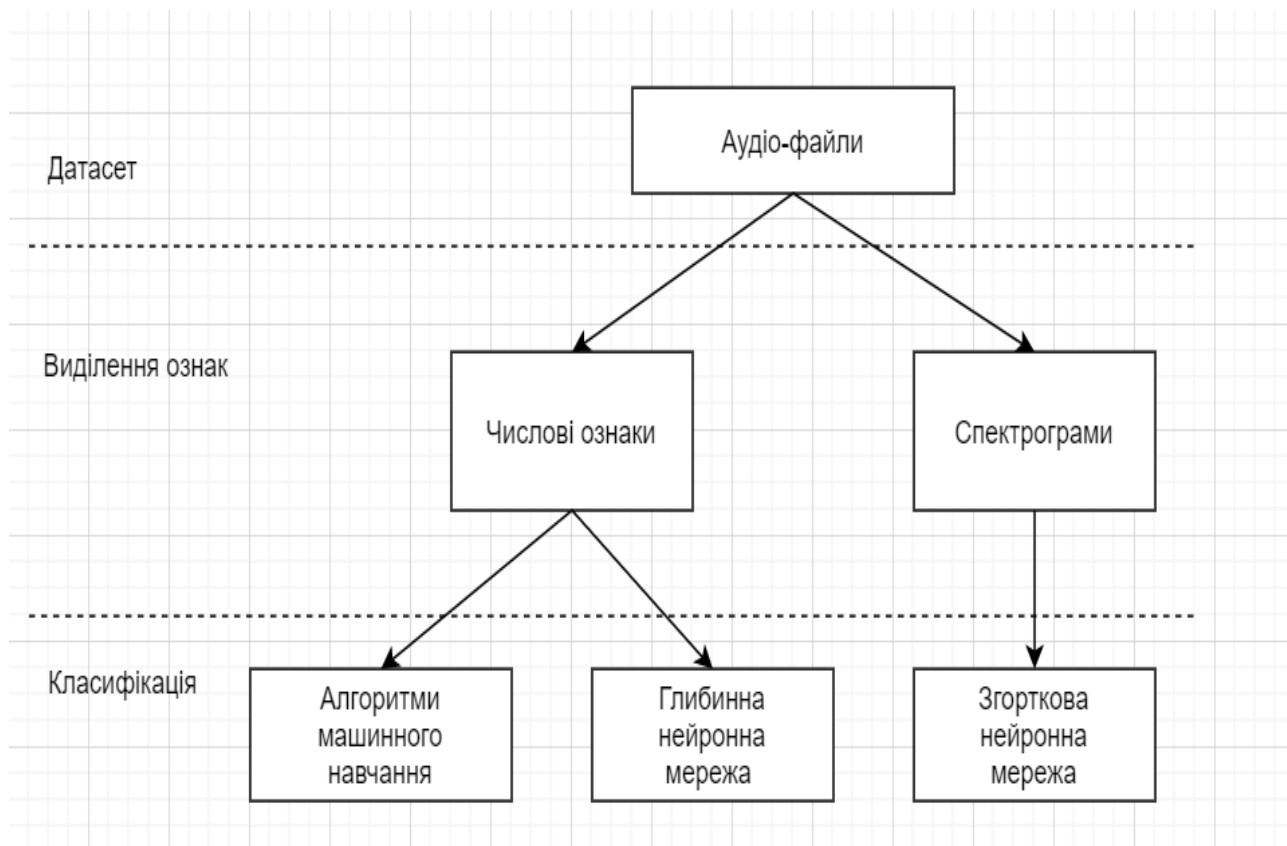 Аудіо-файли
Датасет
Виділення ознак
Числові ознаки
Спектрограми
Класифікація
Алгоритми
машинного
навчання
Глибинна
нейронна
мережа
Згорткова
нейронна
мережа